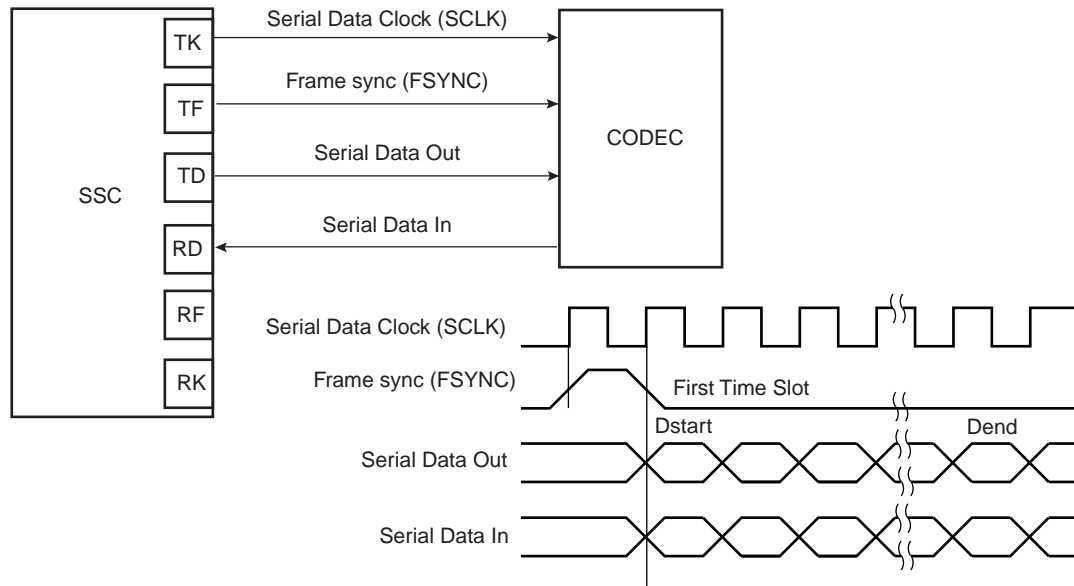 Serial Data Clock (SCLK)
TK
Frame sync (FSYNC)
TF
CODEC
Serial Data Out
TD
SSC
Serial Data In
RD
RF
Serial Data Clock (SCLK)
RK
Frame sync (FSYNC)
First Time Slot
Dstart
Dend
Serial Data Out
Serial Data In